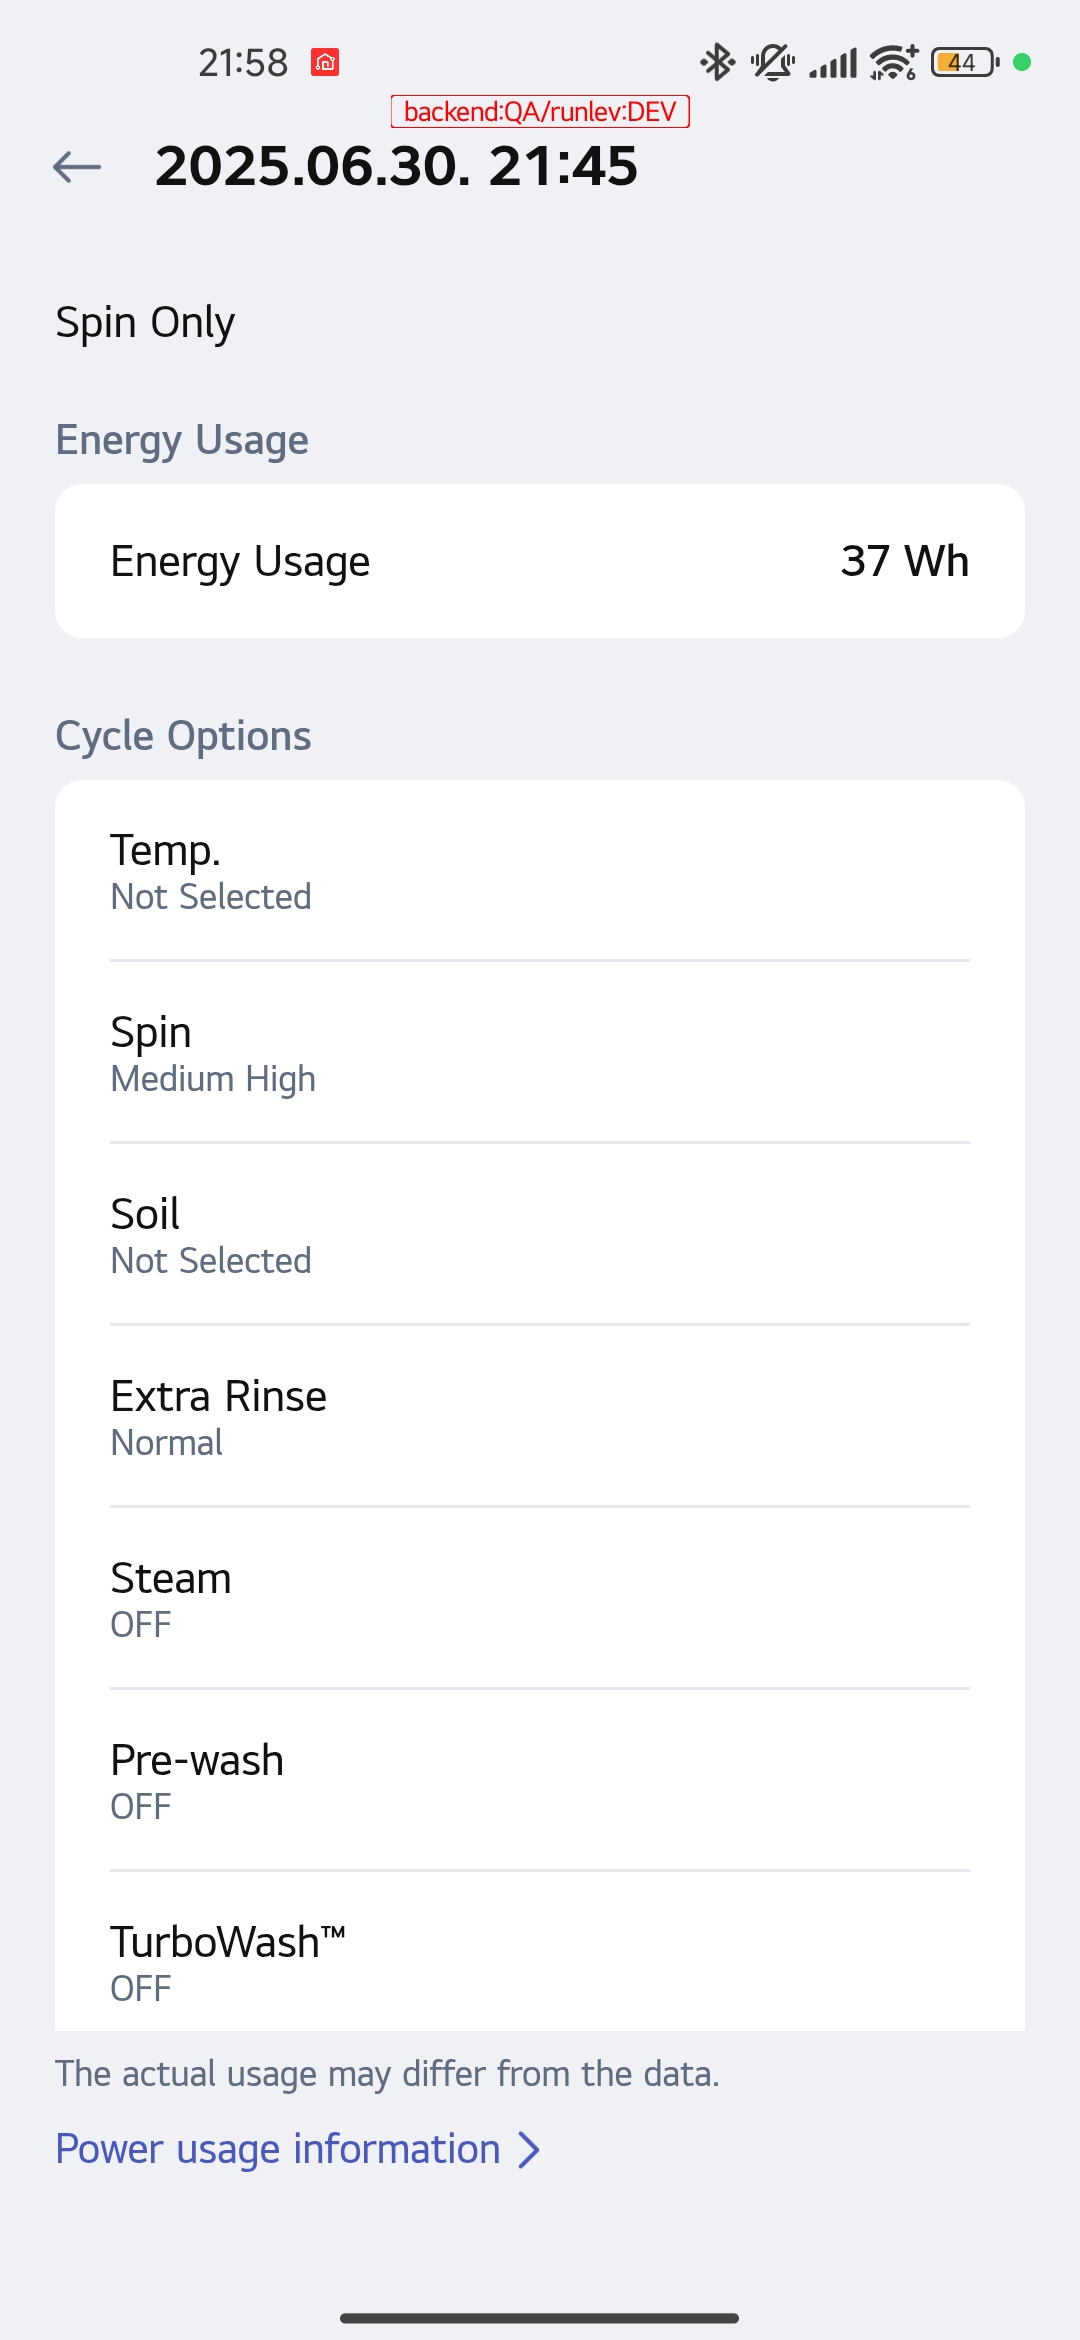 21:58
44
backend:QA/runlev:DEV
2025.06.30. 21:45
Spin Only
Energy Usage
Energy Usage 37 Wh
Cycle Options
Temp.
Not Selected
Spin
Medium High
Soil
Not Selected
Extra Rinse
Normal
Steam
OFF
Pre-wash
OFF
TurboWash™
OFF
The actual usage may differ from the data.
Power usage information